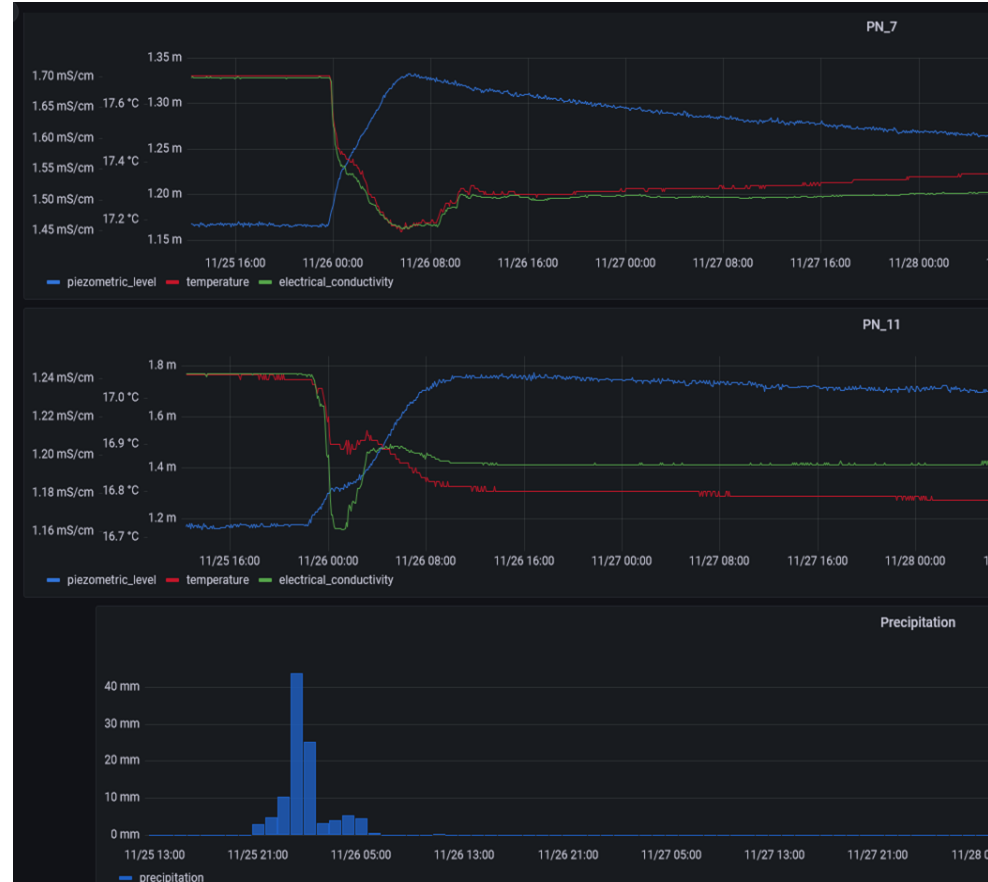 PN_7
1.35 m
1.70 mS/cm
1.65 mS/cm 17.6 °C 1.30 m
1.60 mS/cm
1.25 m
1.55 mS/cm 17.4 °C
1.50 mS/cm 1.20 m
1.45 mS/cm 17.2 °C
1.15 m
11/25 16:00 11/26 00:00 11/26 08:00 11/26 16:00 11/27 00:00 11/27 08:00 11/27 16:00 11/28 00:00
piezometric_level temperature electrical_conductivity
PN_11
1.8 m
1.24 mS/cm
17.0 °C
1.22 mS/cm 1.6 m
16.9 °C
1.20 mS/cm
1.4 m
1.18 mS/cm 16.8 °C
1.2 m
1.16 mS/cm 16.7 °C
11/25 16:00 11/26 00:00 11/26 08:00 11/26 16:00 11/27 00:00 11/27 08:00 11/27 16:00 11/28 00:00
piezometric_level temperature electrical_conductivity
Precipitation
40 mm
30 mm
20 mm
10 mm
0 mm
11/25 13:00 11/25 21:00 11/26 05:00 11/26 13:00 11/26 21:00 11/27 05:00 11/27 13:00 11/27 21:00 11/28
precipitation